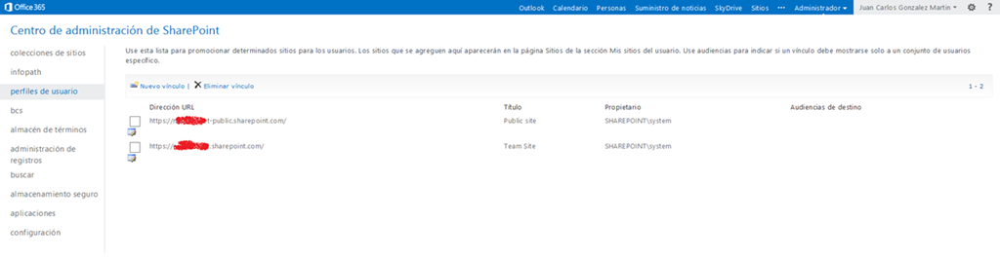 Office 365
Outlook Calendario Personas Suministro de noticias SkyDrive Sitios ··· Administrador Juan Carlos Gonzalez Martin ?
Centro de administración de SharePoint
colecciones de sitios
infopath
perfiles de usuario
bcs
almacén de términos
administración de
registros
buscar
almacenamiento seguro
aplicaciones
configuración
Use esta lista para promocionar determinados sitios para los usuarios. Los sitios que se agreguen aquí aparecerán en la página Sitios de la sección Mis sitios del usuario. Use audiencias para indicar si un vínculo debe mostrarse solo a un conjunto de usuarios
específico.
Nuevo vínculo | Eliminar vínculo 1 - 2
Dirección URL Título Propietario Audiencias de destino
https:// t-public.sharepoint.com/ Public site SHAREPOINT\system
https:// .sharepoint.com/ Team Site SHAREPOINT\system